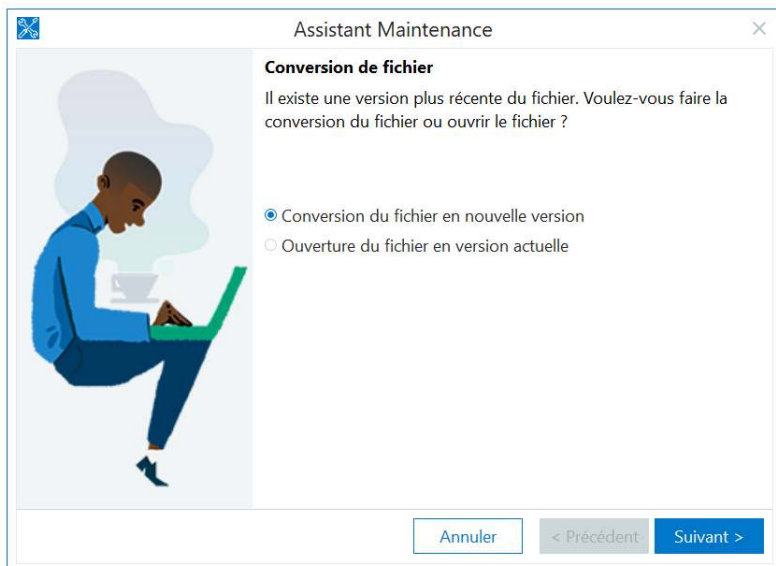 Assistant Maintenance
Conversion de fichier
Il existe une version plus récente du fichier. Voulez-vous faire la
conversion du fichier ou ouvrir le fichier ?
Conversion du fichier en nouvelle version
Ouverture du fichier en version actuelle
Annuler
< Précédent
Suivant >